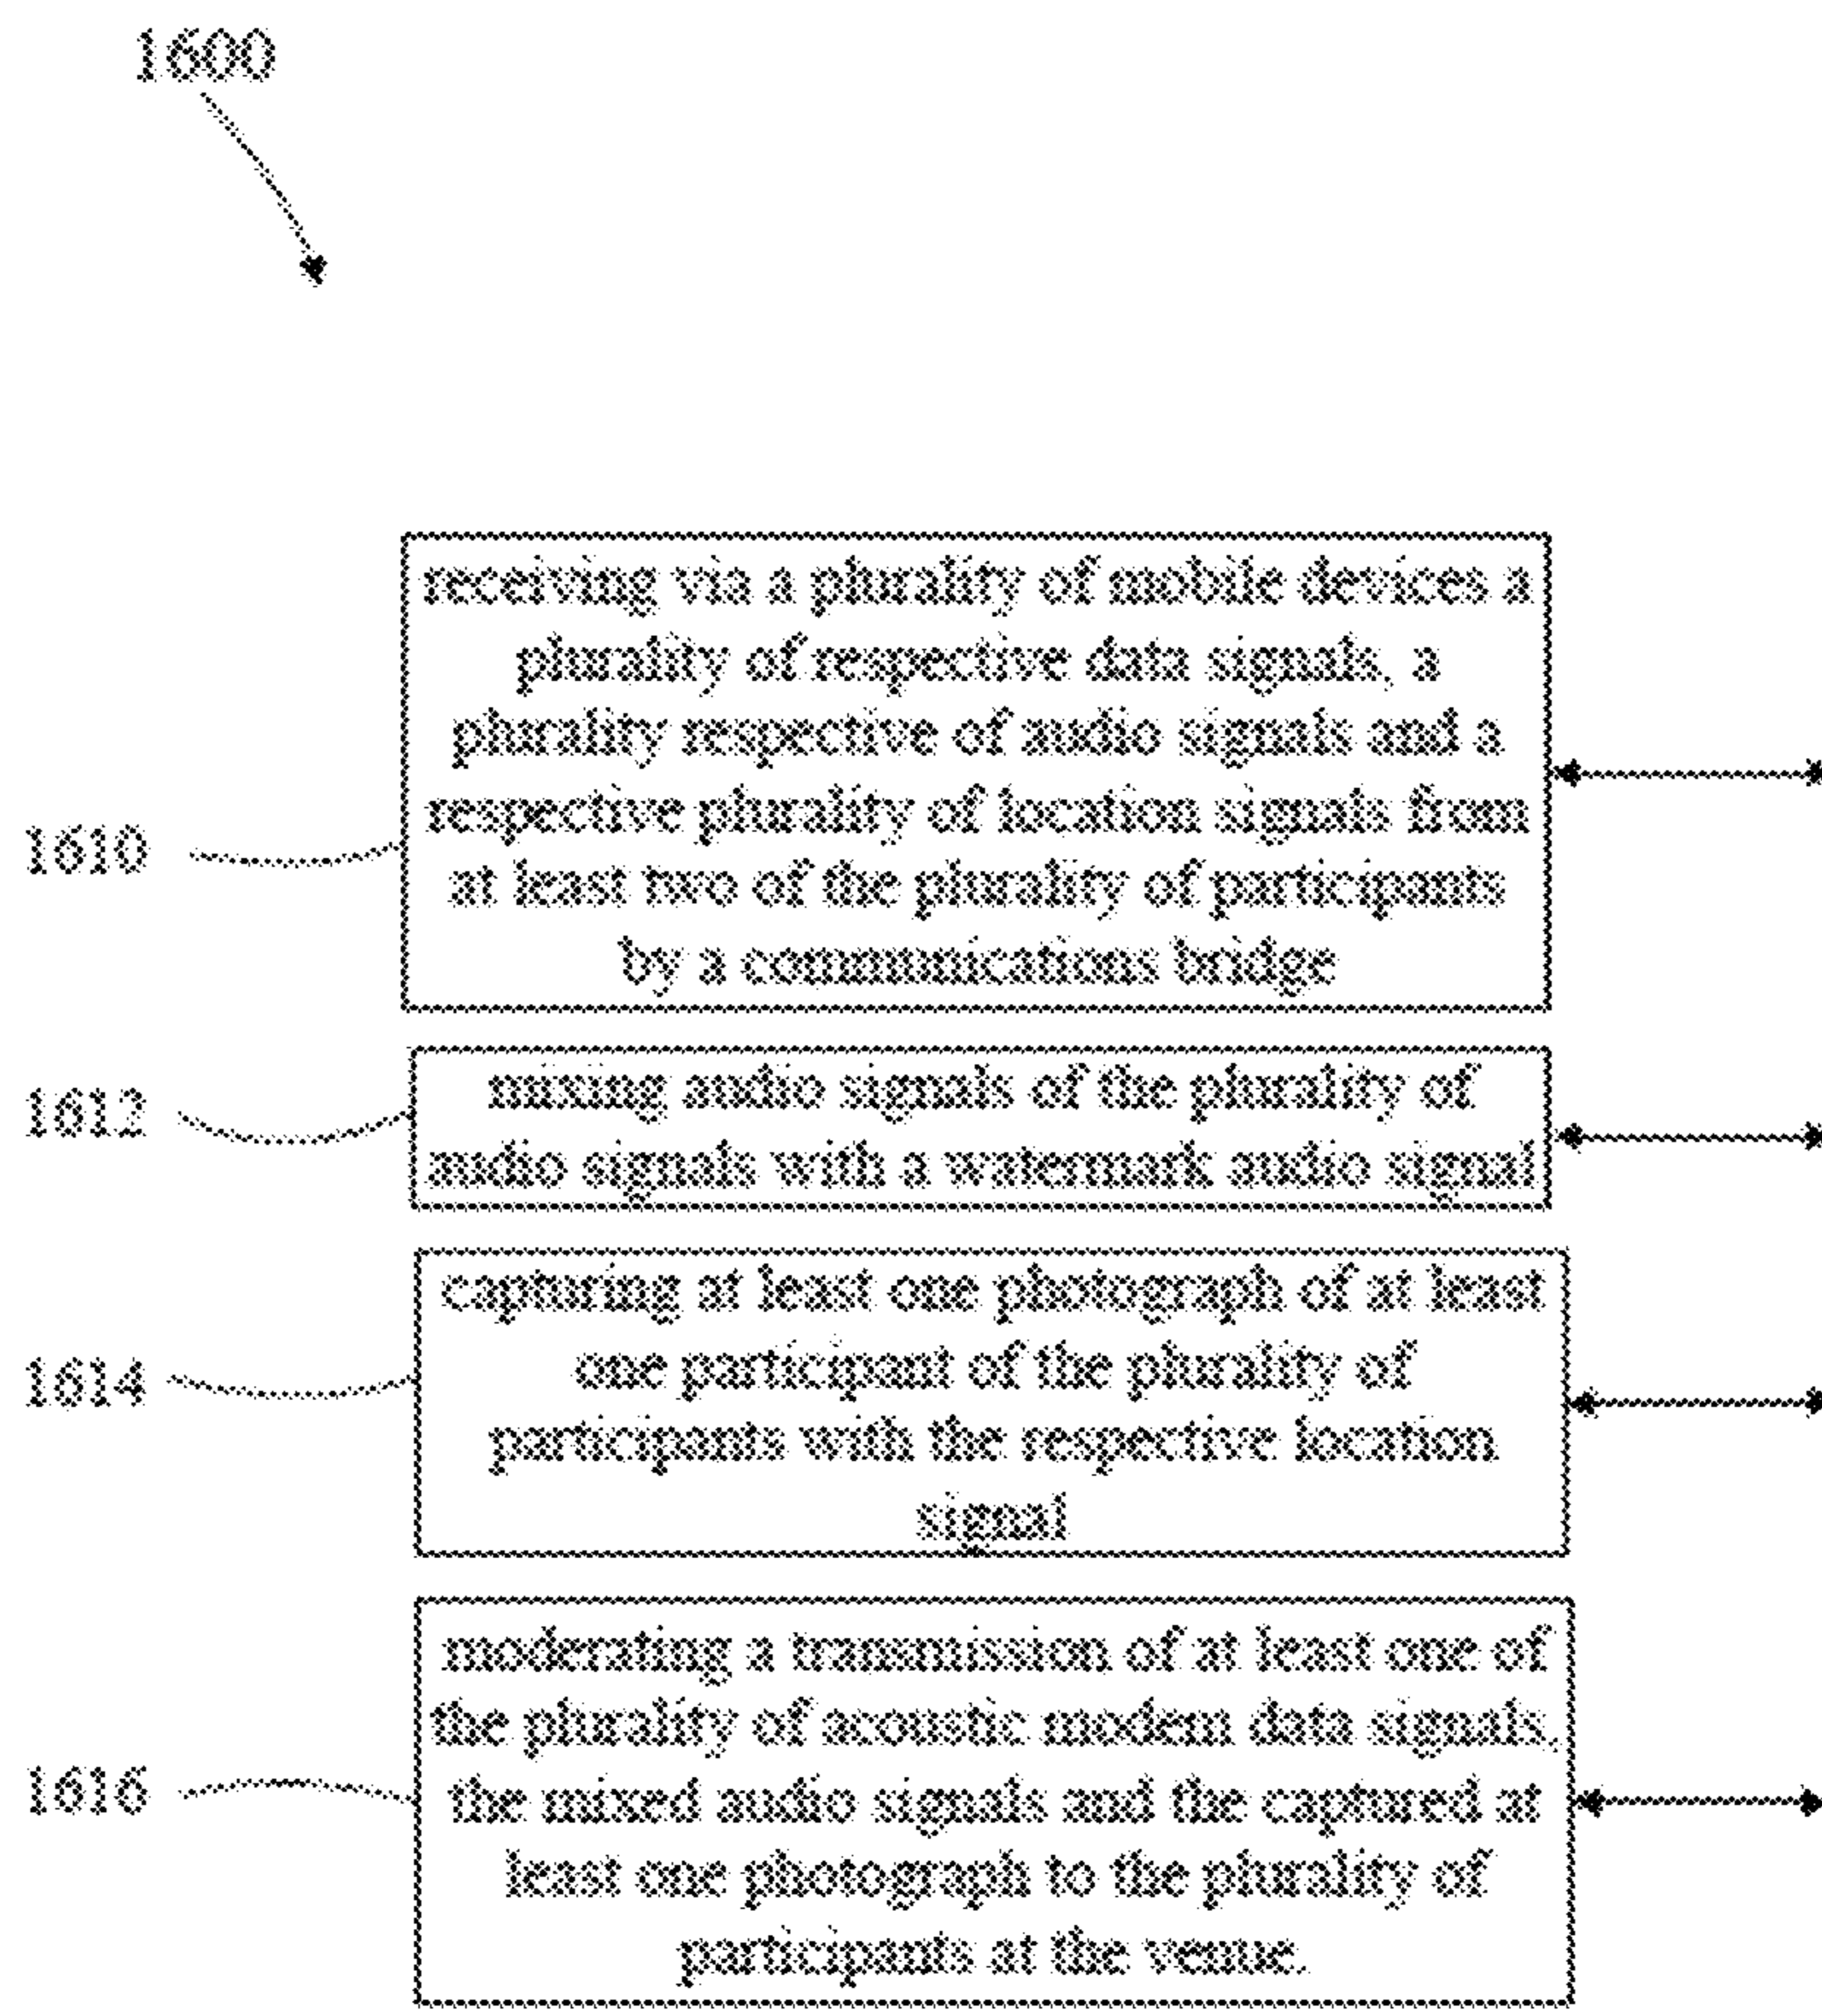 1600
receiving via a plurality of mobile devices a
plurality of respective data signals, a
plurality respective of audio signals and a
respective plurality of location signals from
1610
at least two of the plurality of participants
by a communications bridge
mixing audio signals of the plurality of
1612
audio signals with a watermark audio signal
capturing at least one photograph of at least
one participant of the plurality of
1614
participants with the respective location
signal
moderating a transmission of at least one of
the plurality of acoustic modem data signals,
1616
the mixed audio signals and the captured at
least one photograph to the plurality of
participants at the venue.